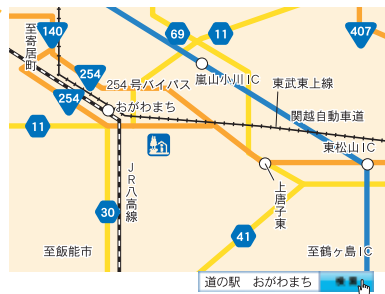 至寄居町
140
69
11
407
254
254号バイパス
嵐山小川IC
東武東上線
254
おがわまち
関越自動車道
11
東松山IC
JR八高線
上唐子東
30
41
至飯能市
至鶴ヶ島IC
道の駅 おがわまち
検索